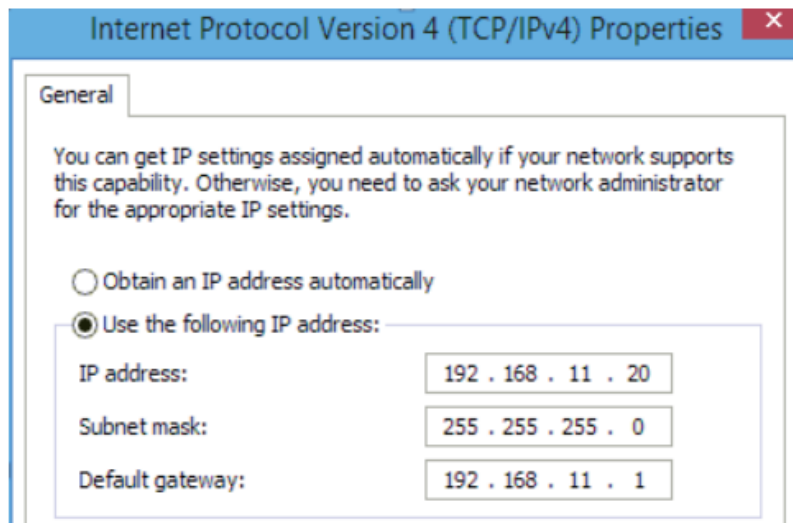 Internet Protocol Version 4 (TCP/IPv4) Properties
General
You can get IP settings assigned automatically if your network supports
this capability. Otherwise, you need to ask your network administrator
for the appropriate IP settings.
Obtain an IP address automatically
Use the following IP address:
IP address: 192 . 168 . 11 . 20
Subnet mask: 255 . 255 . 255 . 0
Default gateway: 192 . 168 . 11 . 1